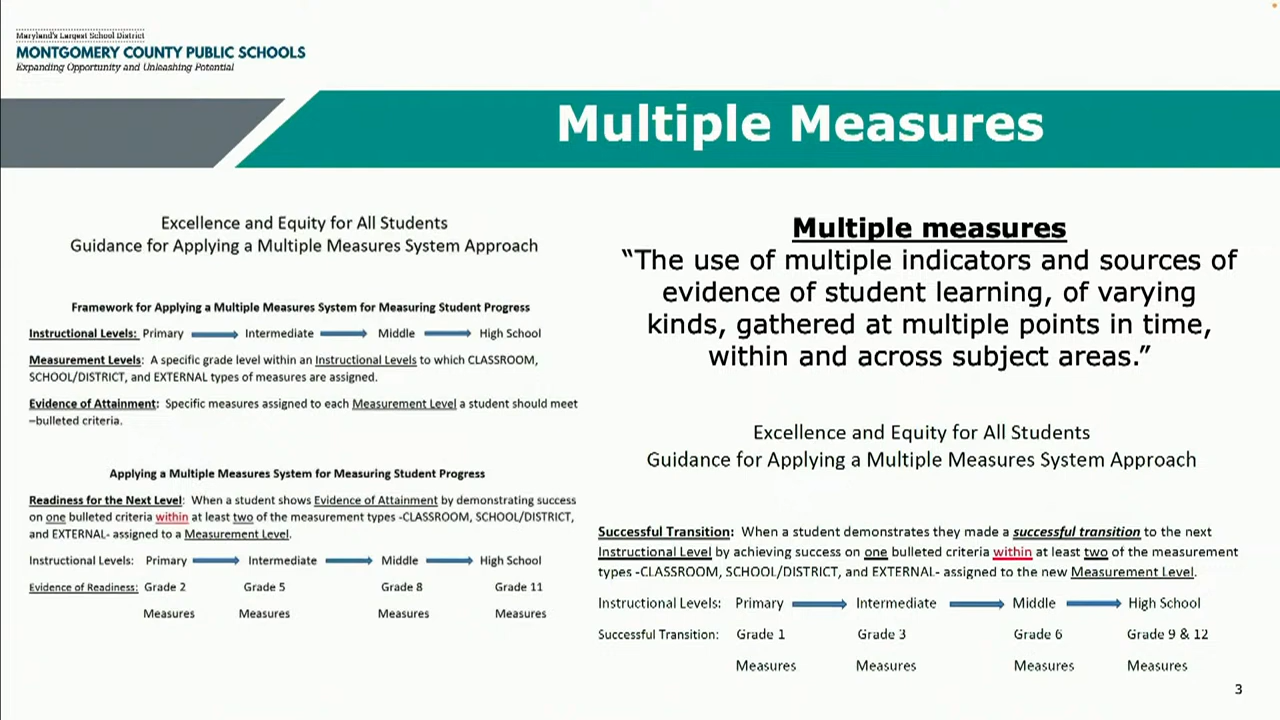 Maryland's Largest School District
MONTGOMERY COUNTY PUBLIC SCHOOLS
Expanding Opportunity and Unleashing Potential
Multiple Measures
Excellence and Equity for All Students
Guidance for Applying a Multiple Measures System Approach
Framework for Applying a Multiple Measures System for Measuring Student Progress
Instructional Levels: Primary Intermediate Middle High School
Measurement Levels: A specific grade level within an Instructional Levels to which CLASSROOM,
SCHOOL/DISTRICT, and EXTERNAL types of measures are assigned.
Evidence of Attainment: Specific measures assigned to each Measurement Level a student should meet
–bulleted criteria.
Applying a Multiple Measures System for Measuring Student Progress
Readiness for the Next Level: When a student shows Evidence of Attainment by demonstrating success
on one bulleted criteria within at least two of the measurement types -CLASSROOM, SCHOOL/DISTRICT,
and EXTERNAL- assigned to a Measurement Level.
Instructional Levels: Primary Intermediate Middle High School
Evidence of Readiness: Grade 2 Grade 5 Grade 8 Grade 11
Measures Measures Measures Measures
Multiple measures
“The use of multiple indicators and sources of
evidence of student learning, of varying
kinds, gathered at multiple points in time,
within and across subject areas.”
Excellence and Equity for All Students
Guidance for Applying a Multiple Measures System Approach
Successful Transition: When a student demonstrates they made a successful transition to the next
Instructional Level by achieving success on one bulleted criteria within at least two of the measurement
types -CLASSROOM, SCHOOL/DISTRICT, and EXTERNAL- assigned to the new Measurement Level.
Instructional Levels: Primary Intermediate Middle High School
Successful Transition: Grade 1 Grade 3 Grade 6 Grade 9 & 12
Measures Measures Measures Measures
3